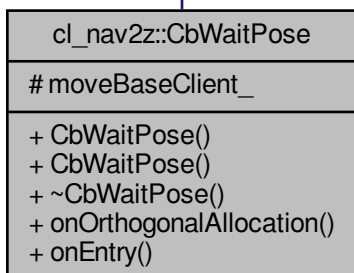 cl_nav2z::CbWaitPose
# moveBaseClient_
+ CbWaitPose()
+ CbWaitPose()
+ ~CbWaitPose()
+ onOrthogonalAllocation()
+ onEntry()